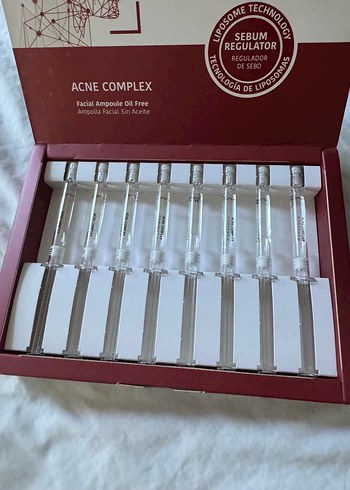 LIPOSOME TECHNOLOGY
SEBUM
REGULATOR
REGULADOR
DE SEBO
TECNOLOGÍA DE LIPOSOMAS
ACNE COMPLEX
Facial Ampoule Oil Free
Ampolla Facial Sin Aceite